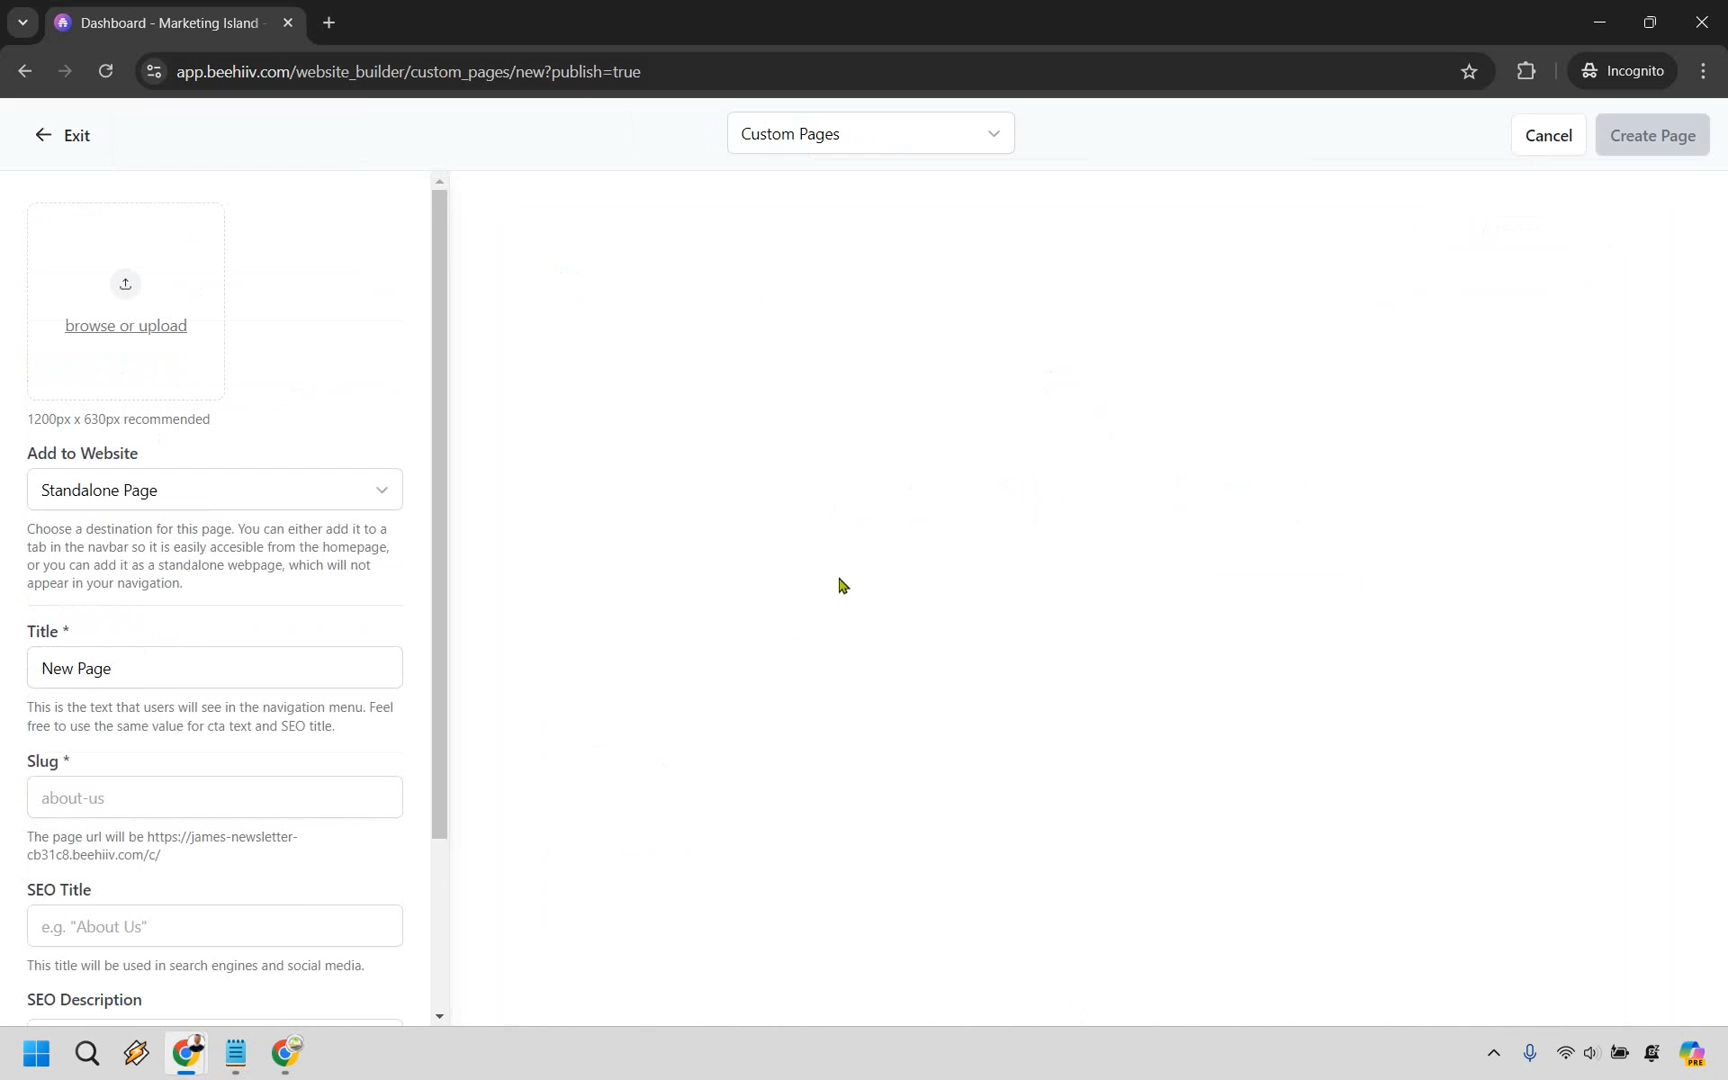 Dashboard - Marketing Island
app.beehiiv.com/website_builder/custom_pages/new?publish=true
Incognito
Exit
Custom Pages
Cancel
Create Page
browse or upload
1200px x 630px recommended
Add to Website
Standalone Page
Choose a destination for this page. You can either add it to a
tab in the navbar so it is easily accesible from the homepage,
or you can add it as a standalone webpage, which will not
appear in your navigation.
Title *
New Page
This is the text that users will see in the navigation menu. Feel
free to use the same value for cta text and SEO title.
Slug *
about-us
The page url will be https://james-newsletter-
cb31c8.beehiiv.com/c/
SEO Title
e.g. "About Us"
This title will be used in search engines and social media.
SEO Description
PRE